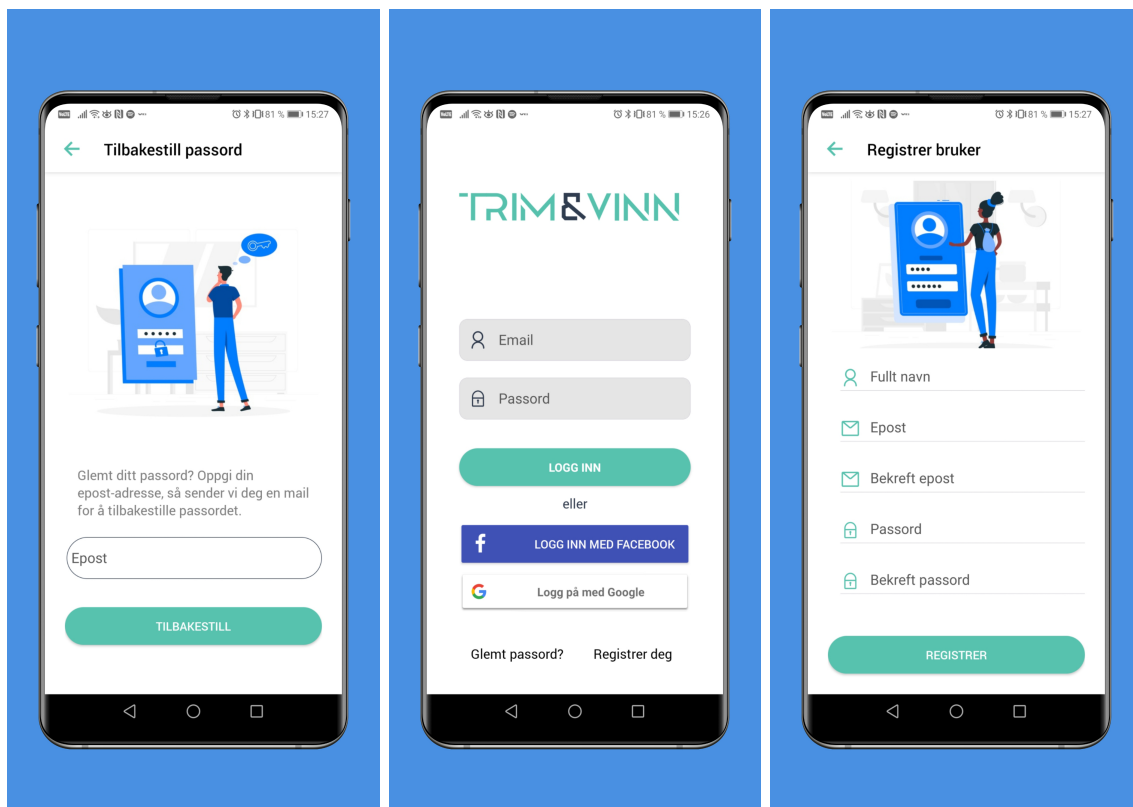 81 % 15:27
Tilbakestill passord
Glemt ditt passord? Oppgi din
epost-adresse, så sender vi deg en mail
for å tilbakestille passordet.
Epost
TILBAKESTILL
81 % 15:26
TRIM&VINN
Email
Passord
LOGG INN
eller
LOGG INN MED FACEBOOK
Logg på med Google
Glemt passord? Registrer deg
81 % 15:27
Registrer bruker
Fullt navn
Epost
Bekreft epost
Passord
Bekreft passord
REGISTRER